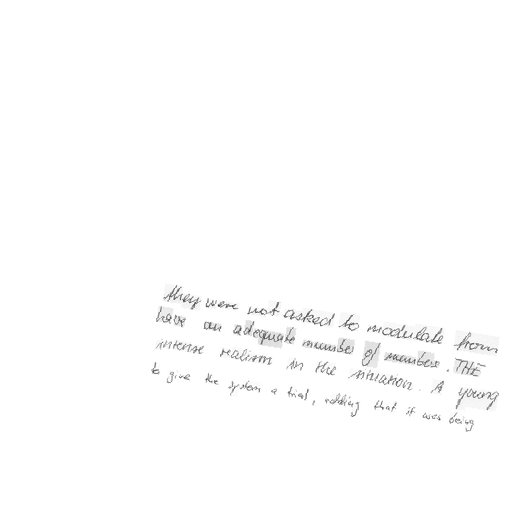 they were not asked to modulate from
have an adequate number of members. THE
intense realism in the situation. A young
to give the system a trial, adding that it was being